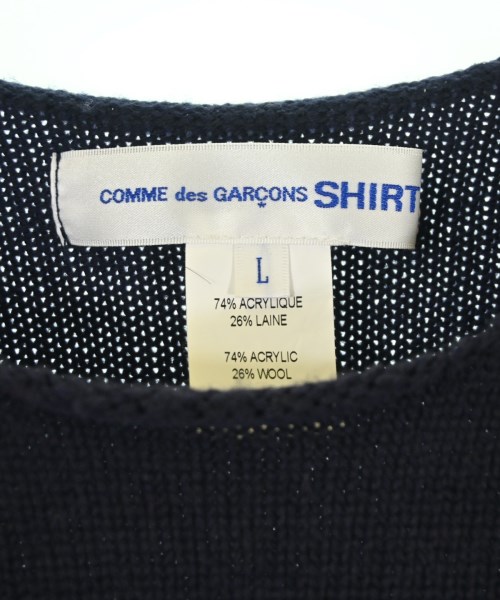 COMME des GARÇONS SHIRT
*
L
74% ACRYLIQUE
26% LAINE
74% ACRYLIC
26% WOOL